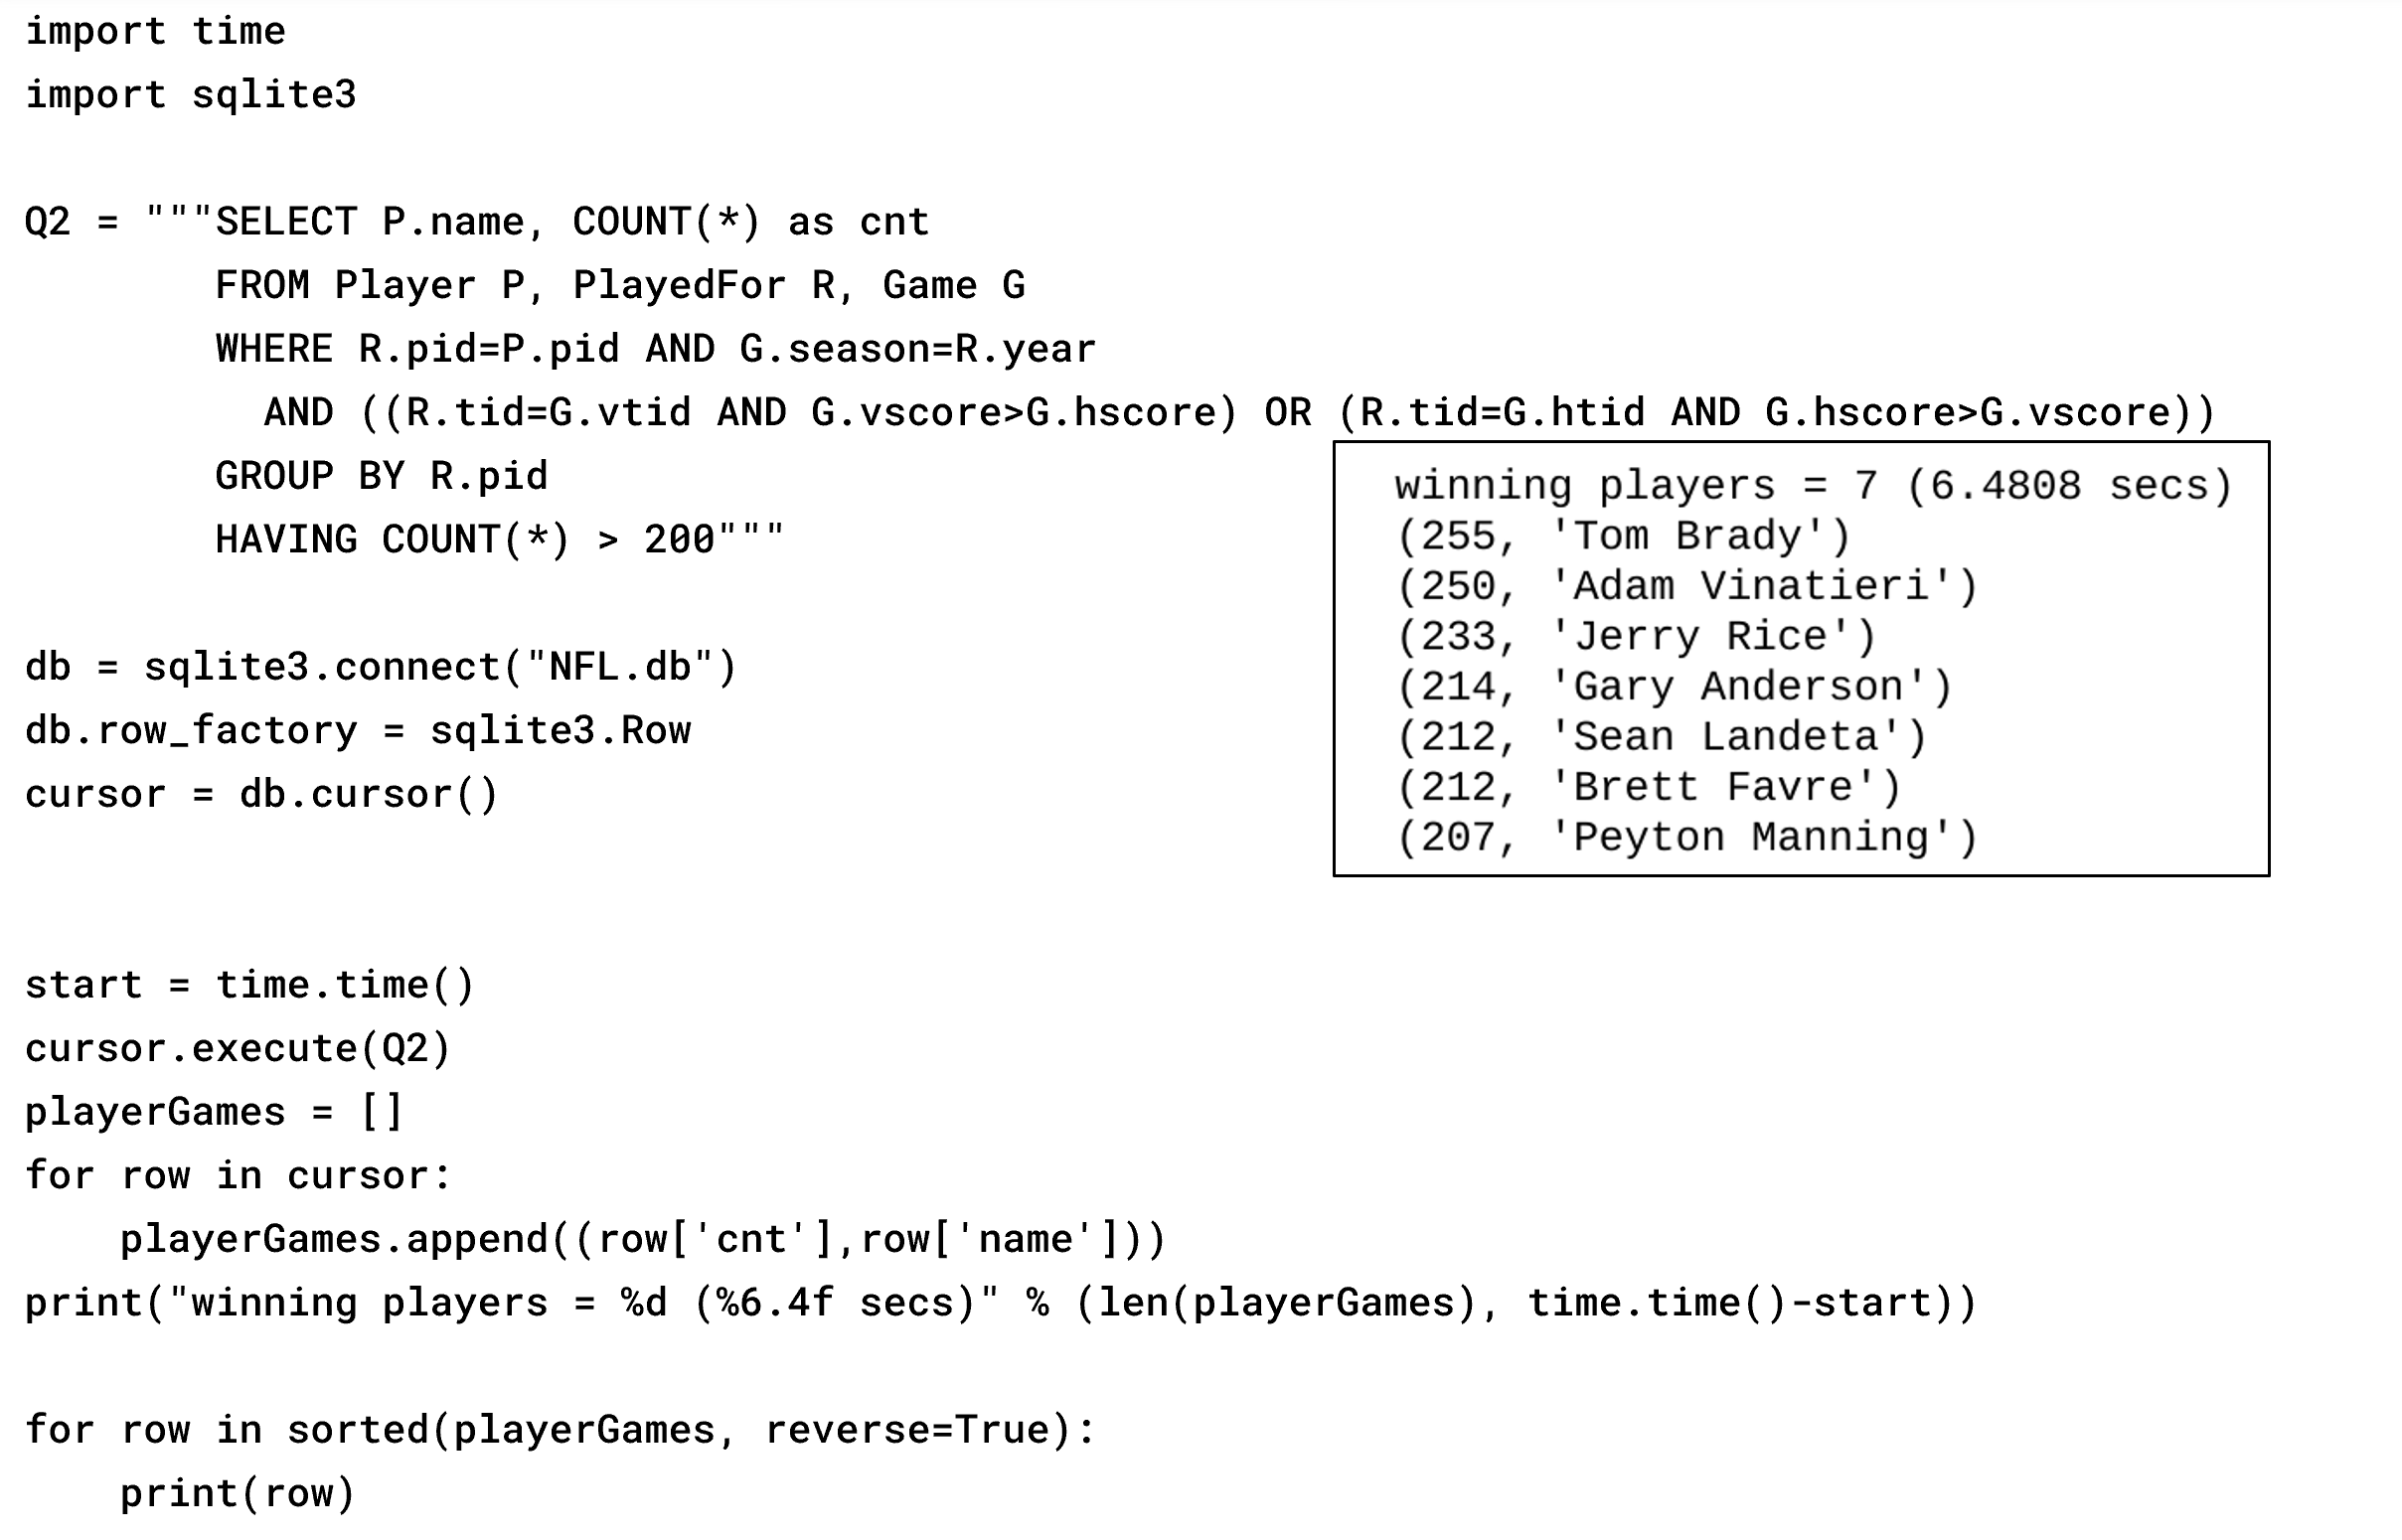 import time
import sqlite3
Q2 = """SELECT P.name, COUNT(*) as cnt
        FROM Player P, PlayedFor R, Game G
        WHERE R.pid=P.pid AND G.season=R.year
          AND ((R.tid=G.vtid AND G.vscore>G.hscore) OR (R.tid=G.htid AND G.hscore>G.vscore))
        GROUP BY R.pid
        HAVING COUNT(*) > 200"""
db = sqlite3.connect("NFL.db")
db.row_factory = sqlite3.Row
cursor = db.cursor()
winning players = 7 (6.4808 secs)
(255, 'Tom Brady')
(250, 'Adam Vinatieri')
(233, 'Jerry Rice')
(214, 'Gary Anderson')
(212, 'Sean Landeta')
(212, 'Brett Favre')
(207, 'Peyton Manning')
start = time.time()
cursor.execute(Q2)
playerGames = []
for row in cursor:
    playerGames.append((row['cnt'],row['name']))
print("winning players = %d (%6.4f secs)" % (len(playerGames), time.time()-start))
for row in sorted(playerGames, reverse=True):
    print(row)